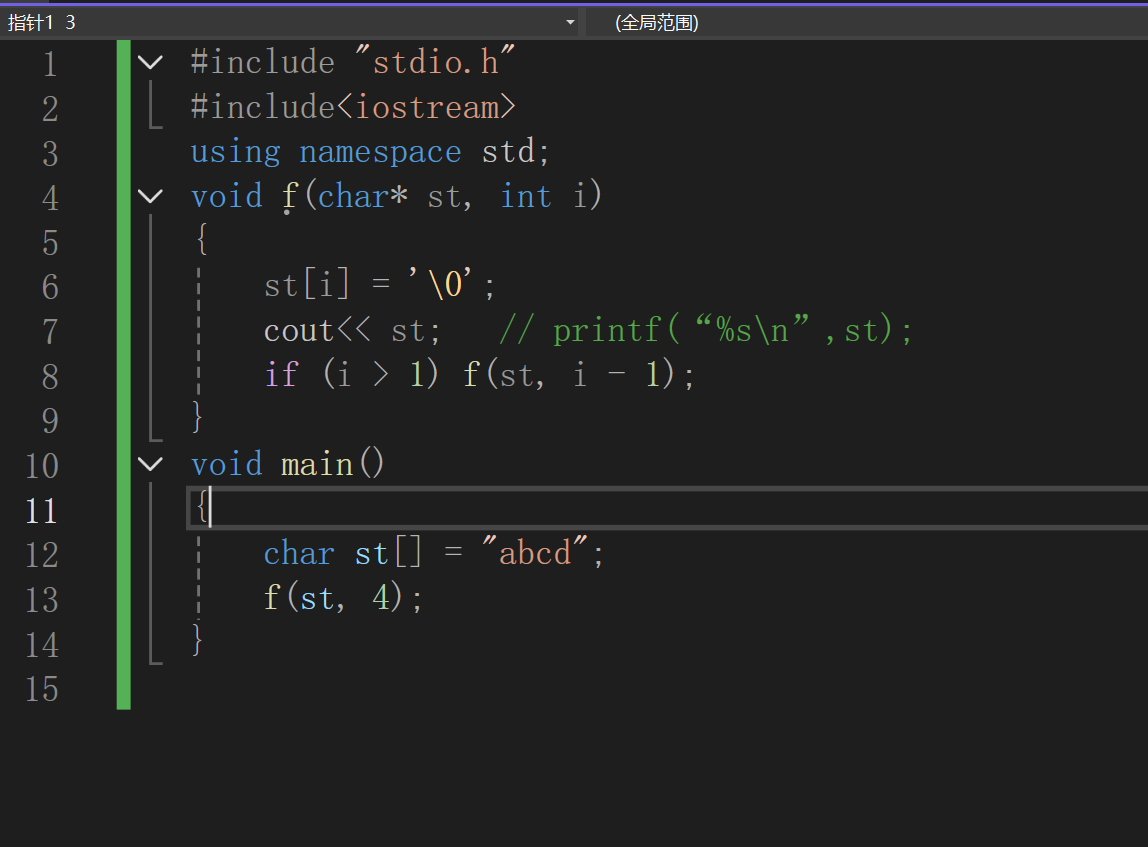 指针1 3 (全局范围)
1 #include "stdio.h"
2 #include<iostream>
3 using namespace std;
4 void f(char* st, int i)
5 {
6 st[i] = '\0';
7 cout<< st; // printf(“%s\n”,st);
8 if (i > 1) f(st, i - 1);
9 }
10 void main()
11 {
12 char st[] = "abcd";
13 f(st, 4);
14 }
15